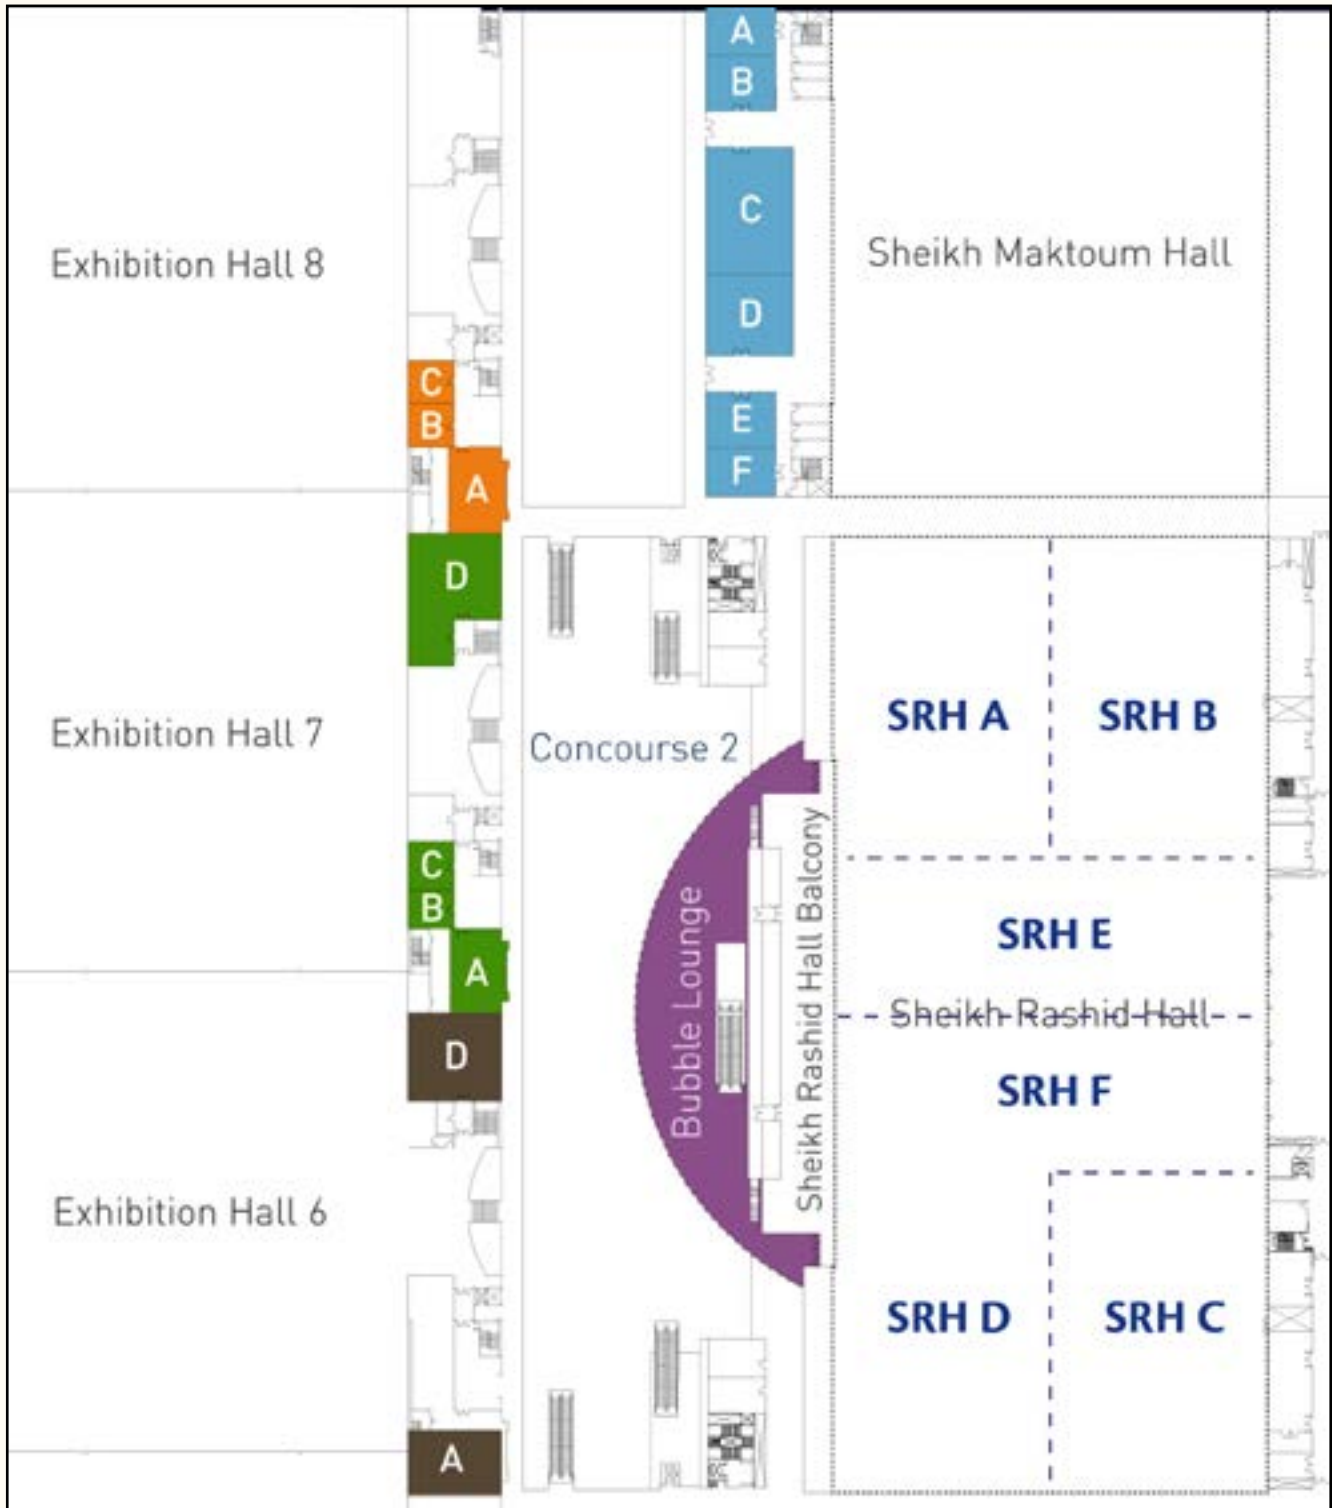 A
B
C
D
E
F
Sheikh Maktoum Hall
Exhibition Hall 8
C
B
A
D
Exhibition Hall 7
C
B
A
D
Exhibition Hall 6
A
Concourse 2
Bubble Lounge
Sheikh Rashid Hall Balcony
SRH A
SRH B
SRH E
Sheikh Rashid Hall
SRH F
SRH D
SRH C